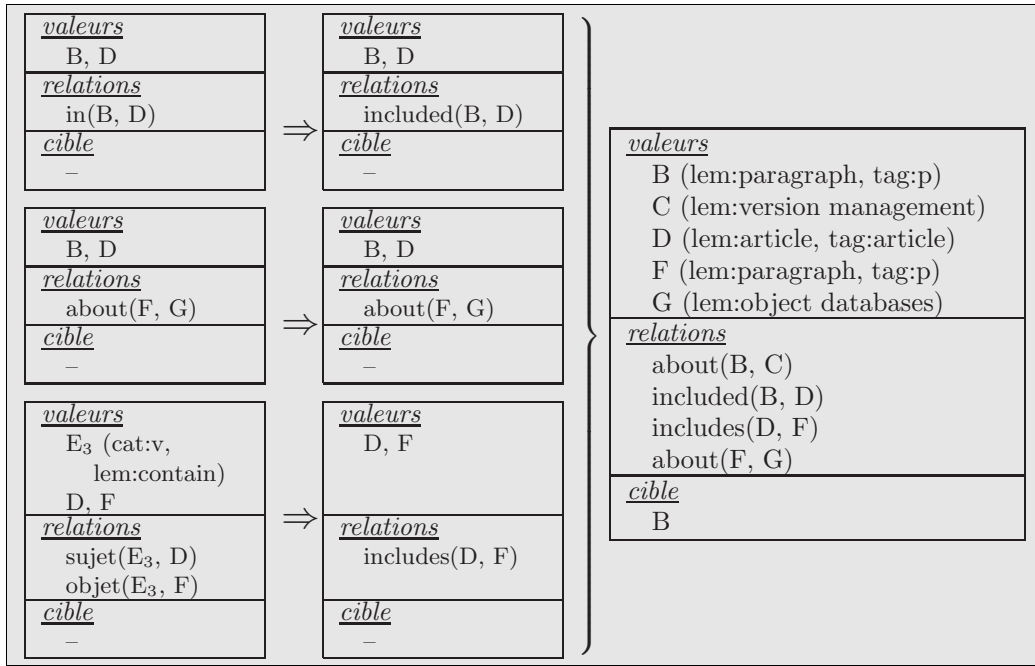 valeurs
B, D
relations
in(B, D)
cible
–
⇒
valeurs
B, D
relations
included(B, D)
cible
–
valeurs
B, D
relations
about(F, G)
cible
–
⇒
valeurs
B, D
relations
about(F, G)
cible
–
valeurs
E₃ (cat:v,
lem:contain)
D, F
relations
sujet(E₃, D)
objet(E₃, F)
cible
–
⇒
valeurs
D, F
relations
includes(D, F)
cible
–
valeurs
B (lem:paragraph, tag:p)
C (lem:version management)
D (lem:article, tag:article)
F (lem:paragraph, tag:p)
G (lem:object databases)
relations
about(B, C)
included(B, D)
includes(D, F)
about(F, G)
cible
B